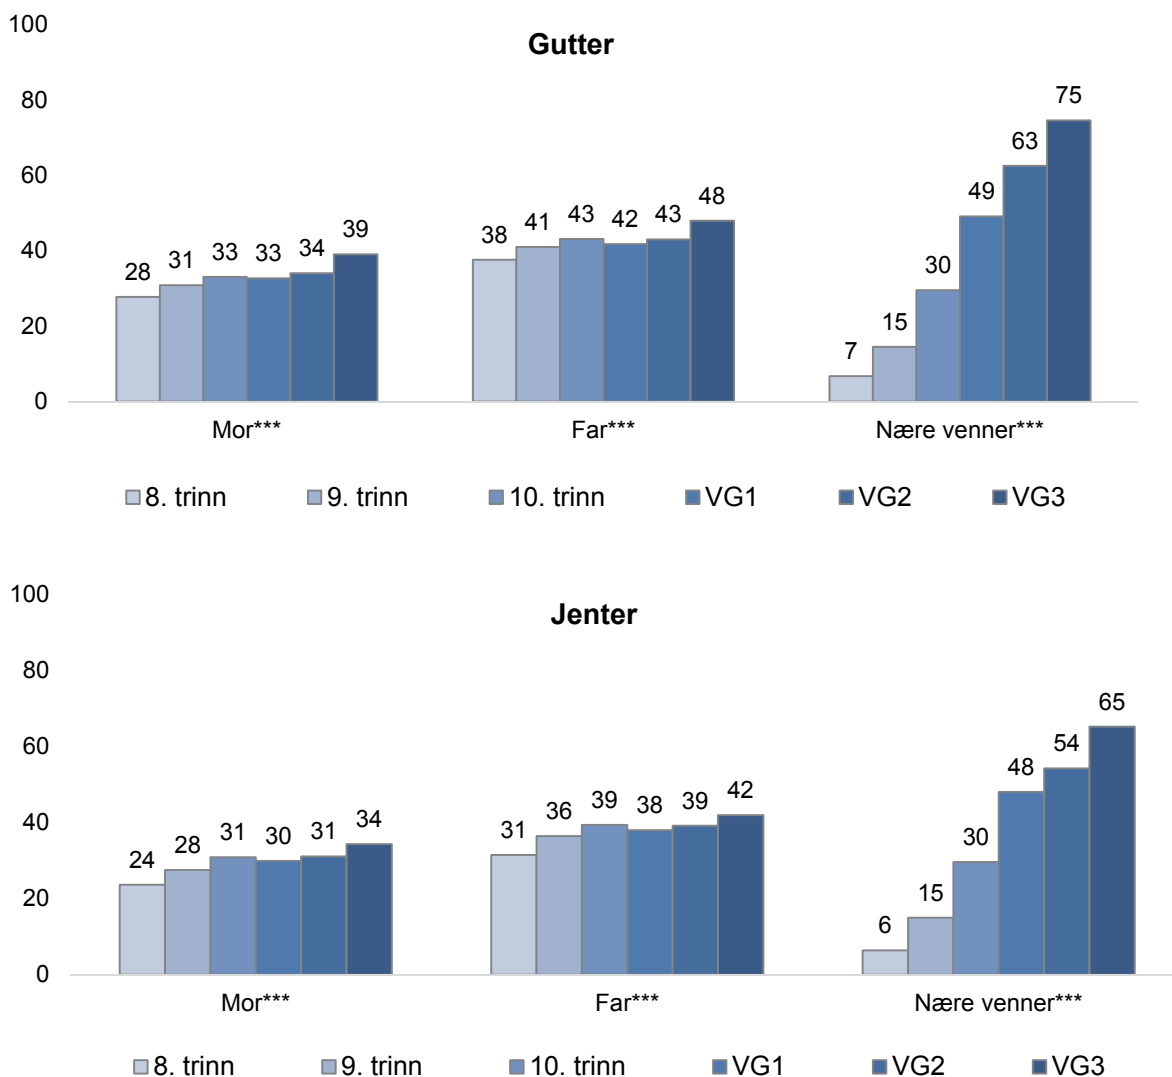 Gutter
100
80
60
40
20
0
28 31 33 33 34 39
38 41 43 42 43 48
7 15 30 49 63 75
Mor*** Far*** Nære venner***
8. trinn 9. trinn 10. trinn VG1 VG2 VG3
Jenter
100
80
60
40
20
0
24 28 31 30 31 34
31 36 39 38 39 42
6 15 30 48 54 65
Mor*** Far*** Nære venner***
8. trinn 9. trinn 10. trinn VG1 VG2 VG3